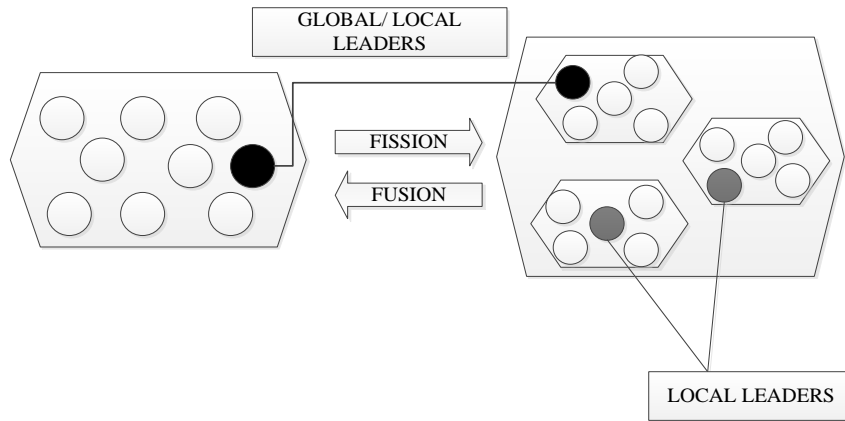 GLOBAL/ LOCAL
LEADERS
FISSION
FUSION
LOCAL LEADERS